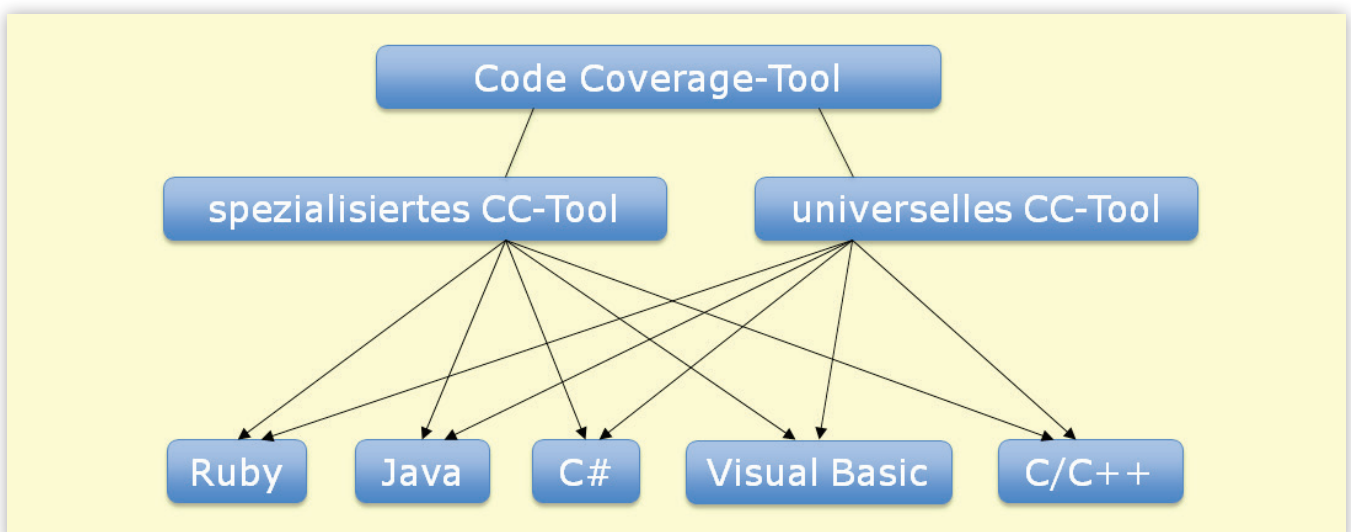 Code Coverage-Tool
spezialisiertes CC-Tool
universelles CC-Tool
Ruby
Java
C#
Visual Basic
C/C++